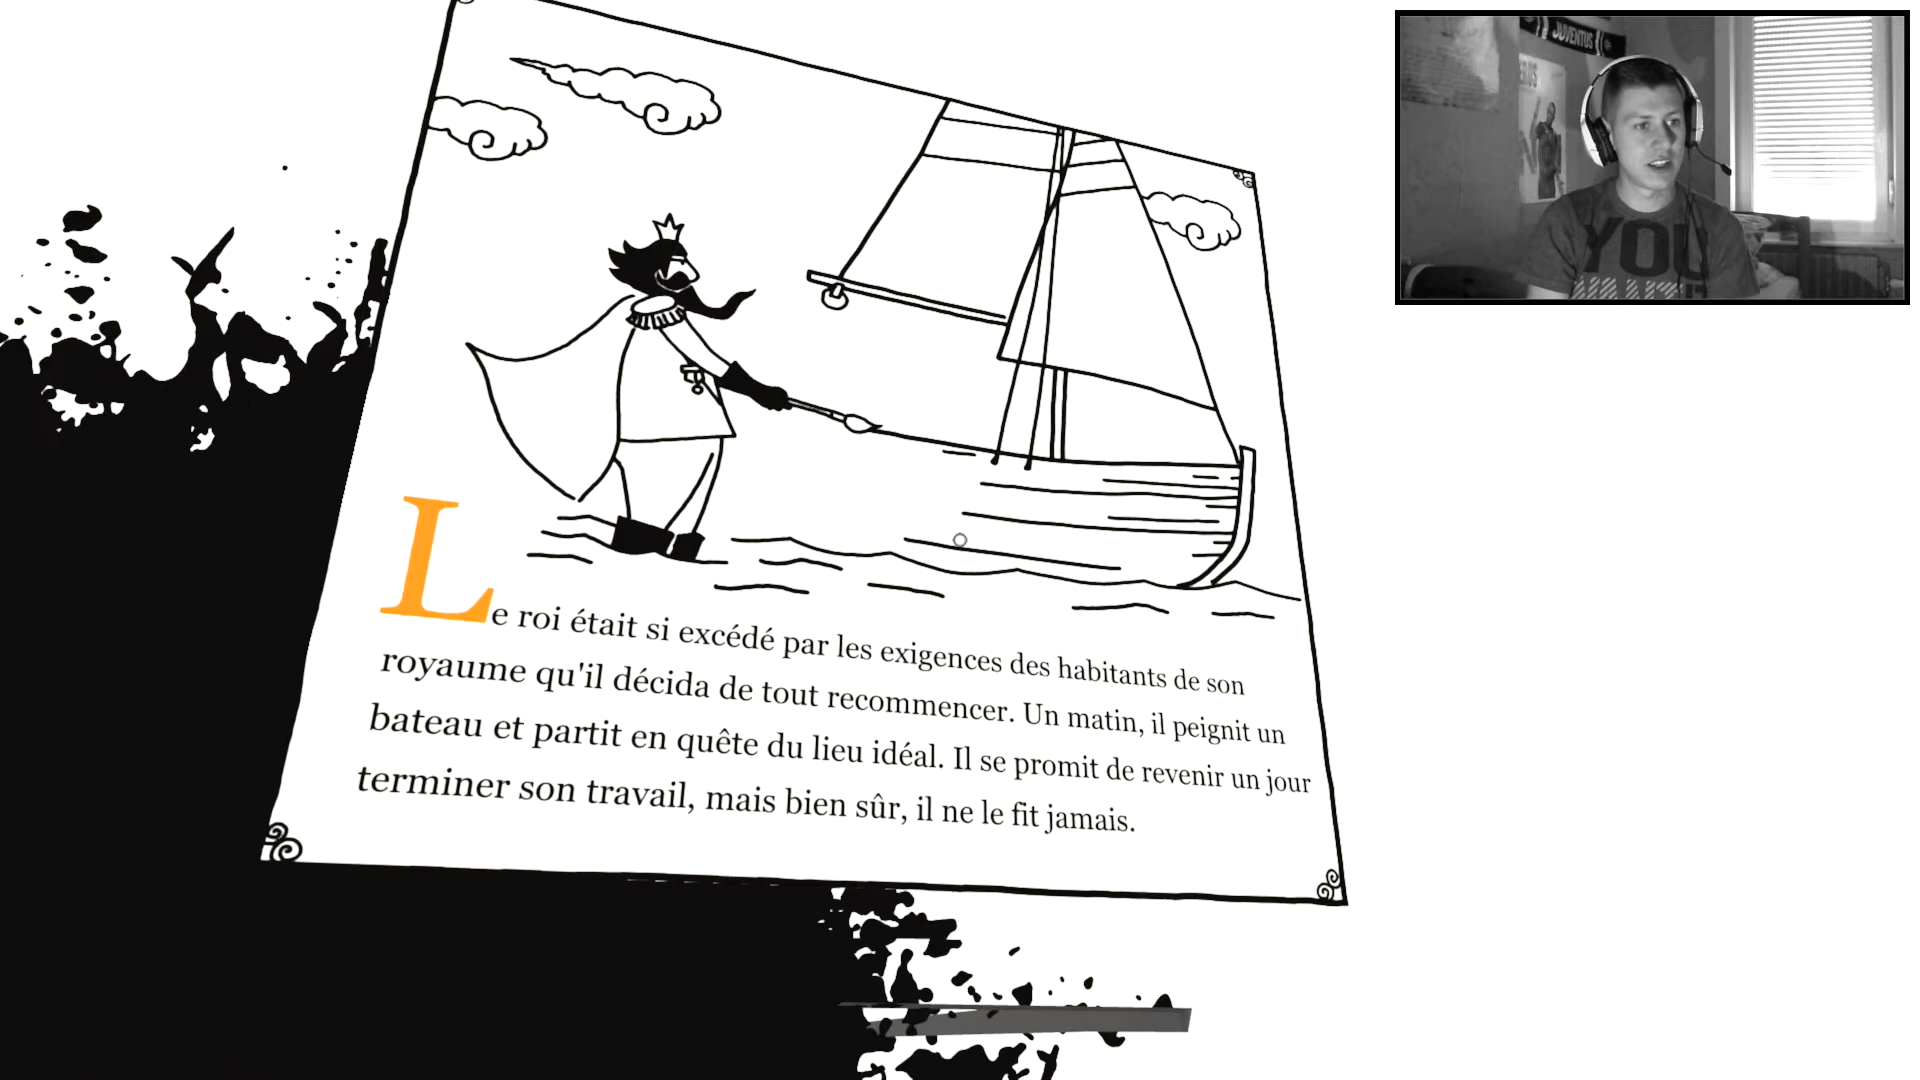 Le roi était si excédé par les exigences des habitants de son
royaume qu'il décida de tout recommencer. Un matin, il peignit un
bateau et partit en quête du lieu idéal. Il se promit de revenir un jour
terminer son travail, mais bien sûr, il ne le fit jamais.
JUVENTUS
YOU